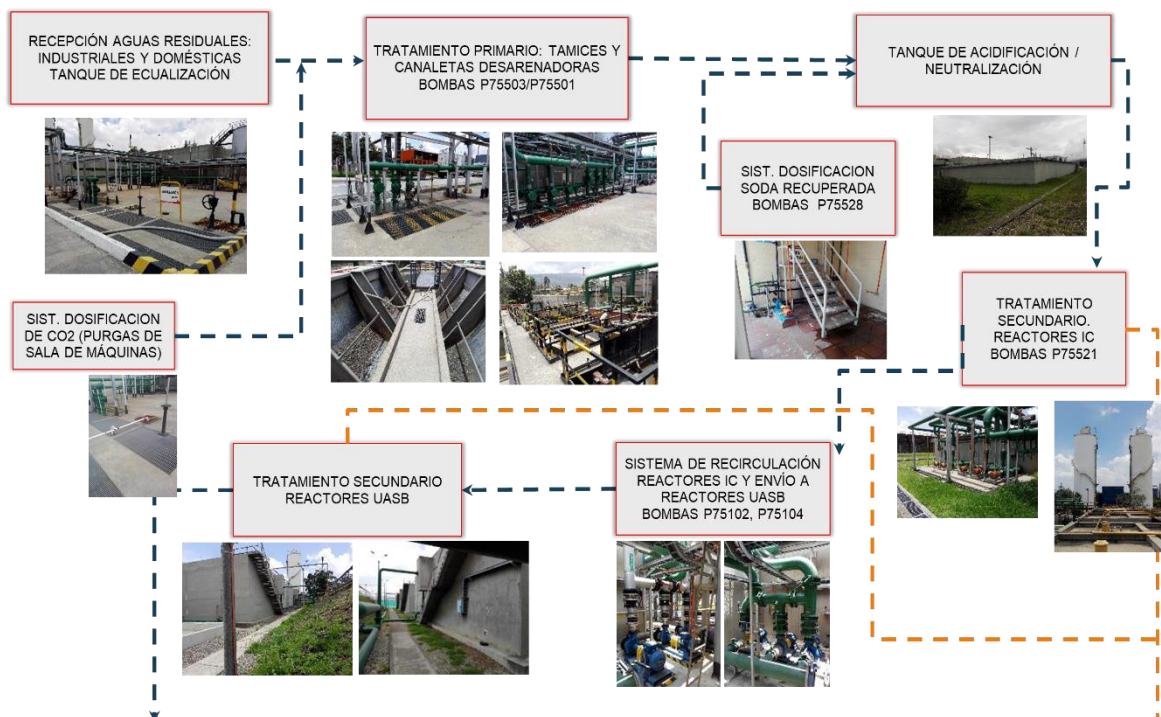 RECEPCIÓN AGUAS RESIDUALES:
INDUSTRIALES Y DOMÉSTICAS
TANQUE DE ECUALIZACIÓN
TRATAMIENTO PRIMARIO: TAMICES Y
CANALETAS DESARENADORAS
BOMBAS P75503/P75501
TANQUE DE ACIDIFICACIÓN /
NEUTRALIZACIÓN
SIST. DOSIFICACION
SODA RECUPERADA
BOMBAS P75528
SIST. DOSIFICACION
DE CO2 (PURGAS DE
SALA DE MÁQUINAS)
TRATAMIENTO
SECUNDARIO.
REACTORES IC
BOMBAS P75521
SISTEMA DE RECIRCULACIÓN
REACTORES IC Y ENVÍO A
REACTORES UASB
BOMBAS P75102, P75104
TRATAMIENTO SECUNDARIO
REACTORES UASB